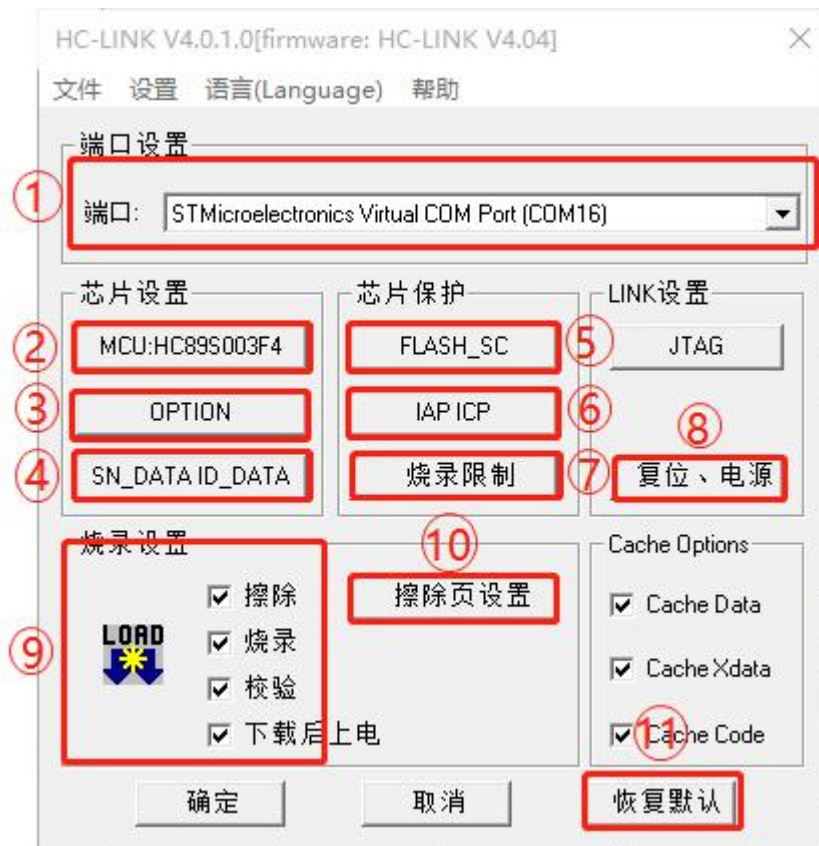 HC-LINK V4.0.1.0[firmware: HC-LINK V4.04]
文件 设置 语言(Language) 帮助
端口设置
① 端口: STMicroelectronics Virtual COM Port (COM16)
芯片设置 芯片保护 LINK设置
② MCU:HC89S003F4 FLASH_SC ⑤ JTAG
③ OPTION IAP ICP ⑥ ⑧
④ SN_DATA ID_DATA 烧录限制 ⑦ 复位、电源
烧录设置 ⑩ Cache Options
擦除 擦除页设置 Cache Data
⑨ LOAD 烧录
校验 Cache Xdata
下载后上电 ⑪ Cache Code
确定 取消 恢复默认